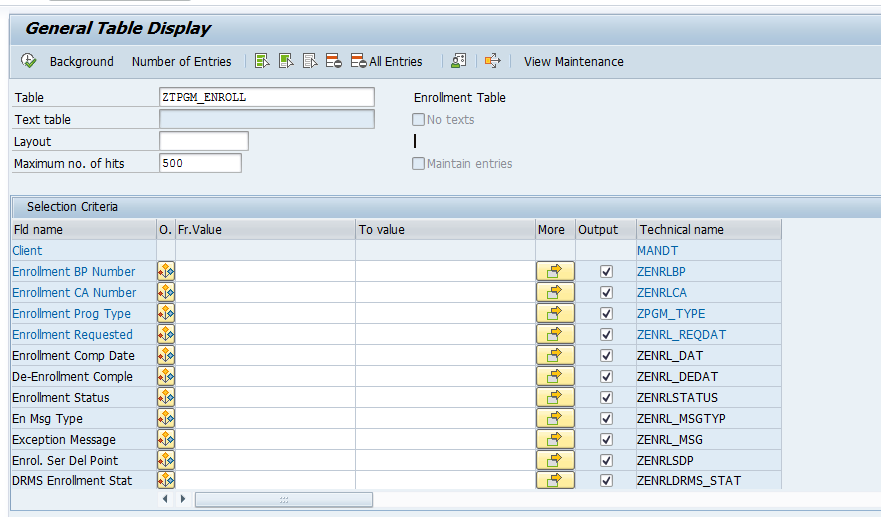 General Table Display
Background Number of Entries All Entries View Maintenance
Table ZTPGM_ENROLL Enrollment Table
Text table No texts
Layout
Maximum no. of hits 500 Maintain entries
Selection Criteria
Fld name O. Fr.Value To value More Output Technical name
Client MANDT
Enrollment BP Number ZENRLBP
Enrollment CA Number ZENRLCA
Enrollment Prog Type ZPGM_TYPE
Enrollment Requested ZENRL_REQDAT
Enrollment Comp Date ZENRL_DAT
De-Enrollment Comple ZENRL_DEDAT
Enrollment Status ZENRLSTATUS
En Msg Type ZENRL_MSGTYP
Exception Message ZENRL_MSG
Enrol. Ser Del Point ZENRLSDP
DRMS Enrollment Stat ZENRLDRMS_STAT